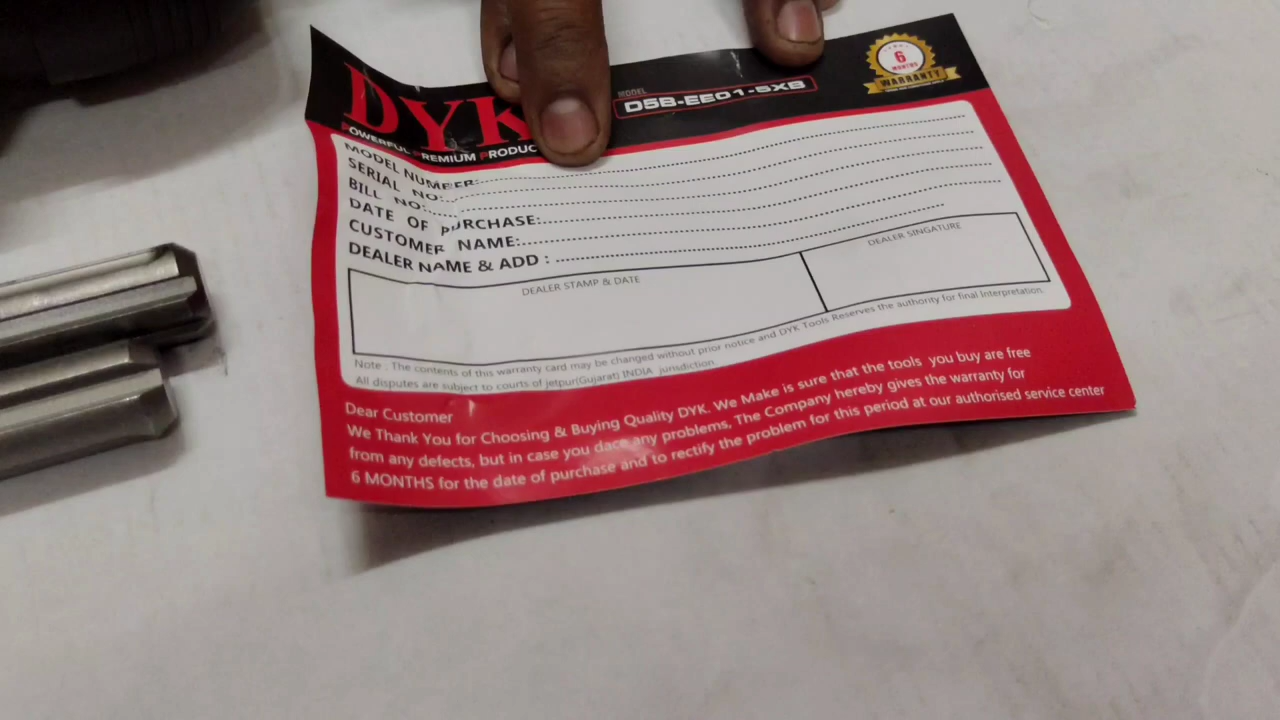 DYK
POWERFUL PREMIUM PRODUC
MODEL
D5B-EE01-5XB
6
MONTHS
WARRANTY
MODEL NUMBER:
SERIAL NO:
BILL NO:
DATE OF PURCHASE:
CUSTOMER NAME:
DEALER NAME & ADD :
DEALER STAMP & DATE
DEALER SINGATURE
Note : The contents of this warranty card may be changed without prior notice and DYK Tools Reserves the authority for final Interpretation.
All disputes are subject to courts of jetpur(Gujarat) INDIA jurisdiction.
Dear Customer
We Thank You for Choosing & Buying Quality DYK. We Make is sure that the tools you buy are free
from any defects, but in case you dace any problems, The Company hereby gives the warranty for
6 MONTHS for the date of purchase and to rectify the problem for this period at our authorised service center